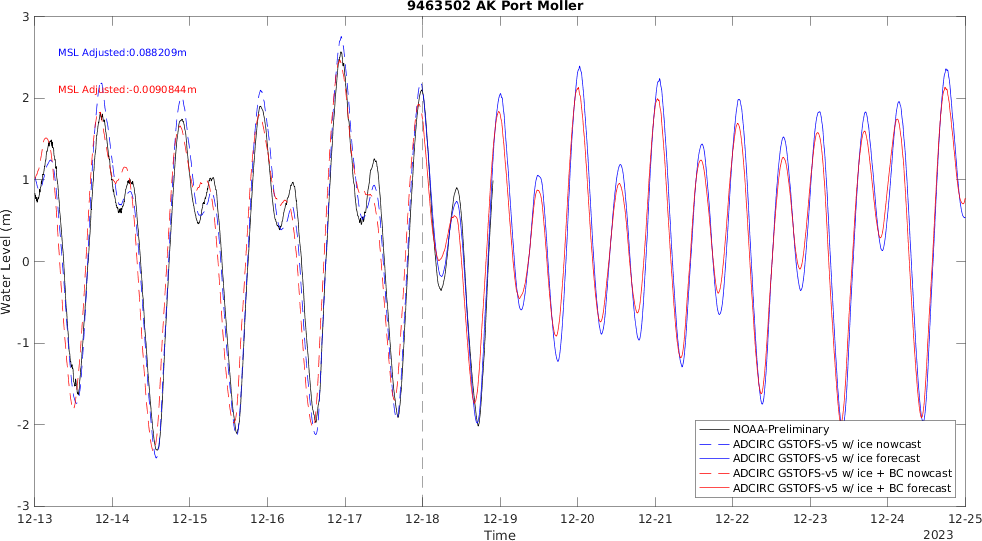 9463502 AK Port Moller
MSL Adjusted:0.088209m
MSL Adjusted:-0.0090844m
Water Level (m)
3
2
1
0
-1
-2
-3
NOAA-Preliminary
ADCIRC GSTOFS-v5 w/ ice nowcast
ADCIRC GSTOFS-v5 w/ ice forecast
ADCIRC GSTOFS-v5 w/ ice + BC nowcast
ADCIRC GSTOFS-v5 w/ ice + BC forecast
12-13 12-14 12-15 12-16 12-17 12-18 12-19 12-20 12-21 12-22 12-23 12-24 12-25
Time
2023